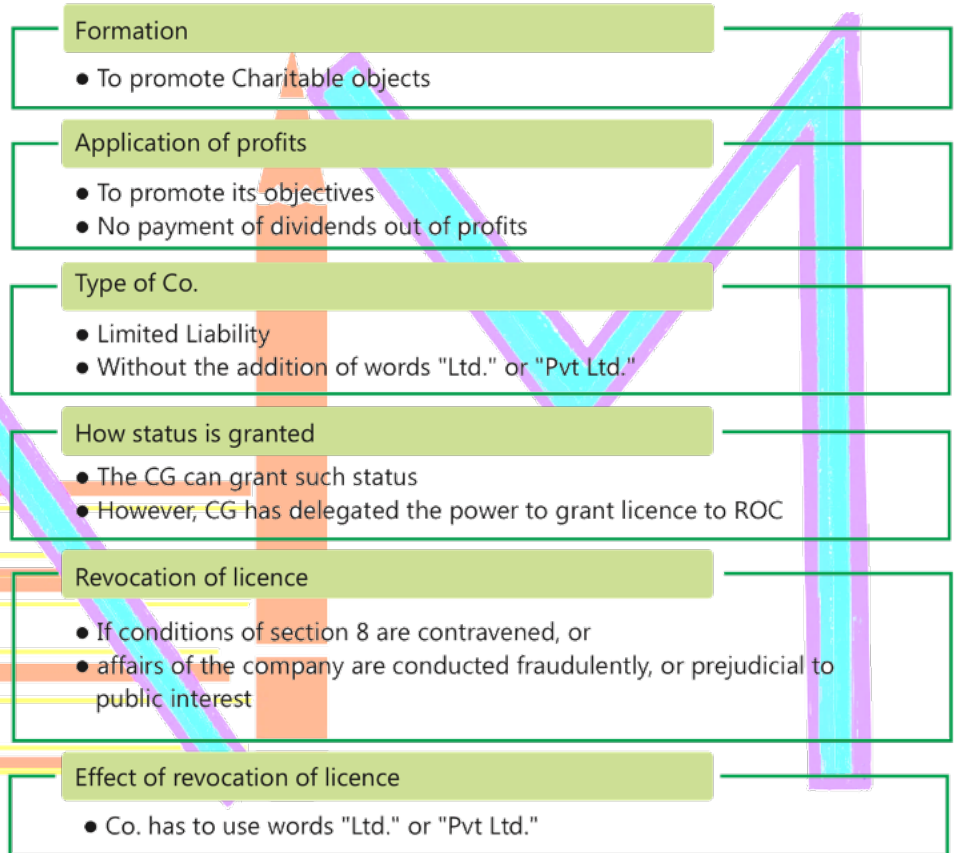 Formation
● To promote Charitable objects
Application of profits
● To promote its objectives
● No payment of dividends out of profits
Type of Co.
● Limited Liability
● Without the addition of words "Ltd." or "Pvt Ltd."
How status is granted
● The CG can grant such status
● However, CG has delegated the power to grant licence to ROC
Revocation of licence
● If conditions of section 8 are contravened, or
● affairs of the company are conducted fraudulently, or prejudicial to
public interest
Effect of revocation of licence
● Co. has to use words "Ltd." or "Pvt Ltd."